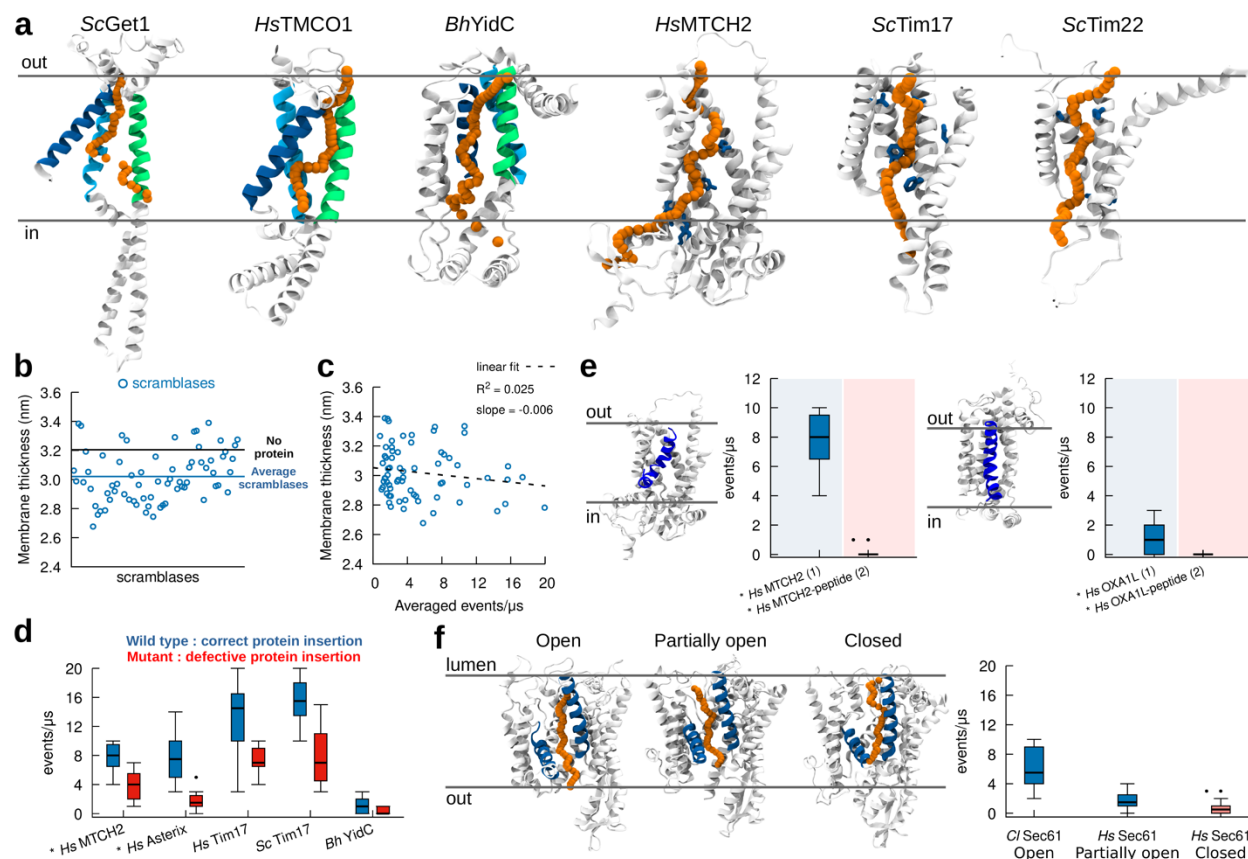 a
ScGet1 HsTMCO1 BhYidC HsMTCH2 ScTim17 ScTim22
out
in
b
scramblases
Membrane thickness (nm)
3.6
3.4
3.2
3.0
2.8
2.6
2.4
No
protein
Average
scramblases
scramblases
c
linear fit
R² = 0.025
slope = -0.006
Membrane thickness (nm)
3.6
3.4
3.2
3
2.8
2.6
2.4
0 4 8 12 16 20
Averaged events/μs
d
Wild type : correct protein insertion
Mutant : defective protein insertion
events/μs
20
16
12
8
4
0
* Hs MTCH2
* Hs Asterix
Hs Tim17
Sc Tim17
Bh YidC
e
out
in
events/μs
12
10
8
6
4
2
0
* Hs MTCH2 (1)
* Hs MTCH2-peptide (2)
out
in
events/μs
12
10
8
6
4
2
0
* Hs OXA1L (1)
* Hs OXA1L-peptide (2)
f
Open Partially open Closed
lumen
out
events/μs
20
16
12
8
4
0
Cl Sec61 Hs Sec61 Hs Sec61
Open Partially open Closed